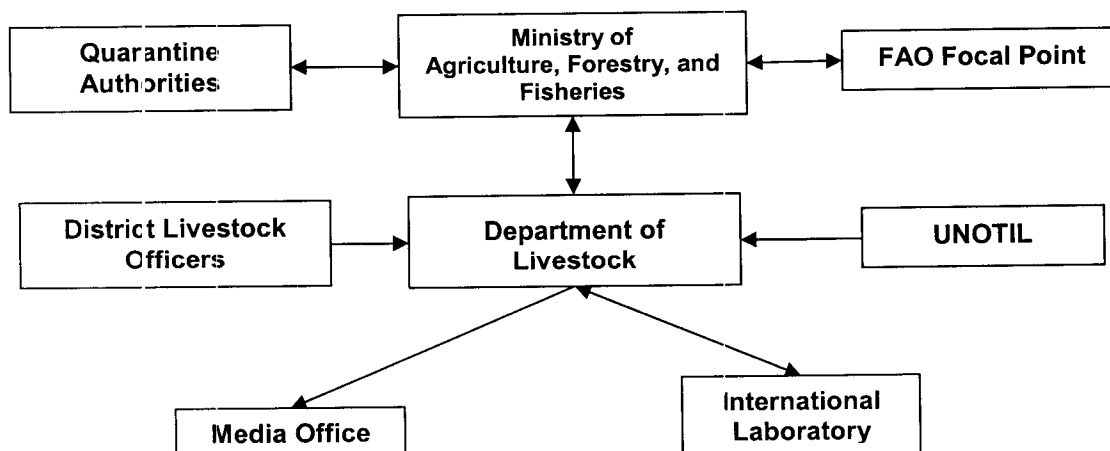 Quarantine
Authorities
Ministry of
Agriculture, Forestry, and
Fisheries
FAO Focal Point
District Livestock
Officers
Department of
Livestock
UNOTIL
Media Office
International
Laboratory